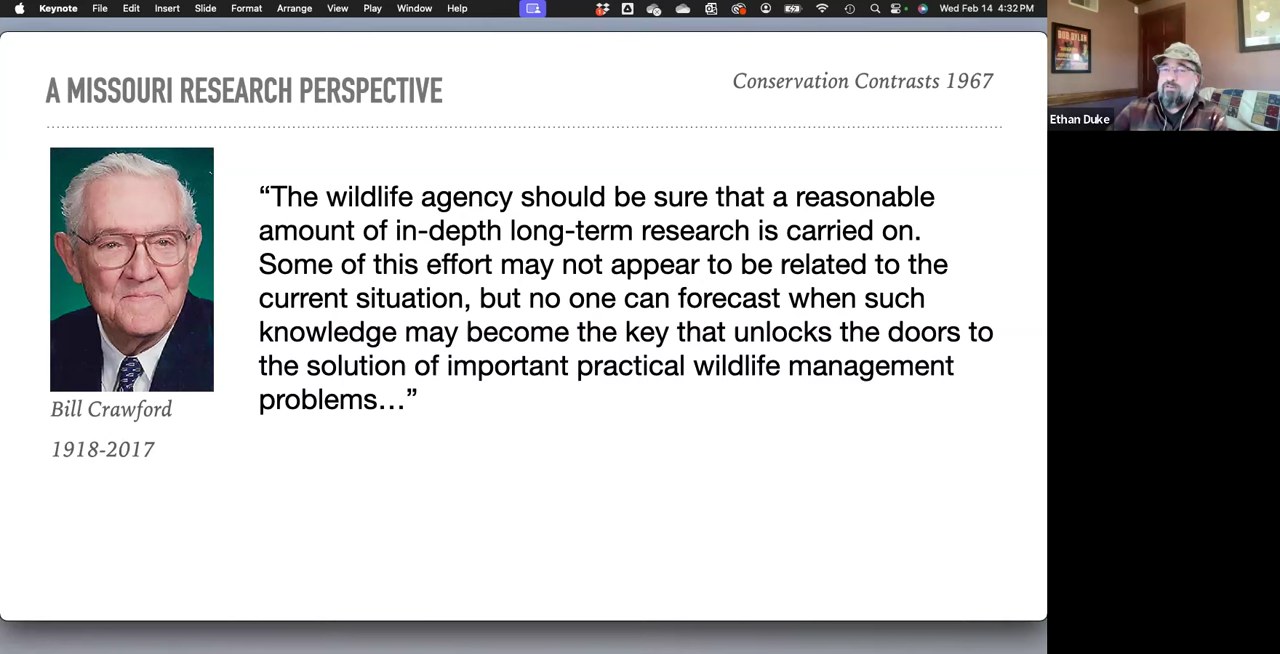 Keynote File Edit Insert Slide Format Arrange View Play Window Help Wed Feb 14 4:32 PM
A MISSOURI RESEARCH PERSPECTIVE
Conservation Contrasts 1967
“The wildlife agency should be sure that a reasonable
amount of in-depth long-term research is carried on.
Some of this effort may not appear to be related to the
current situation, but no one can forecast when such
knowledge may become the key that unlocks the doors to
the solution of important practical wildlife management
problems…”
Bill Crawford
1918-2017
BOB DYLAN
Ethan Duke